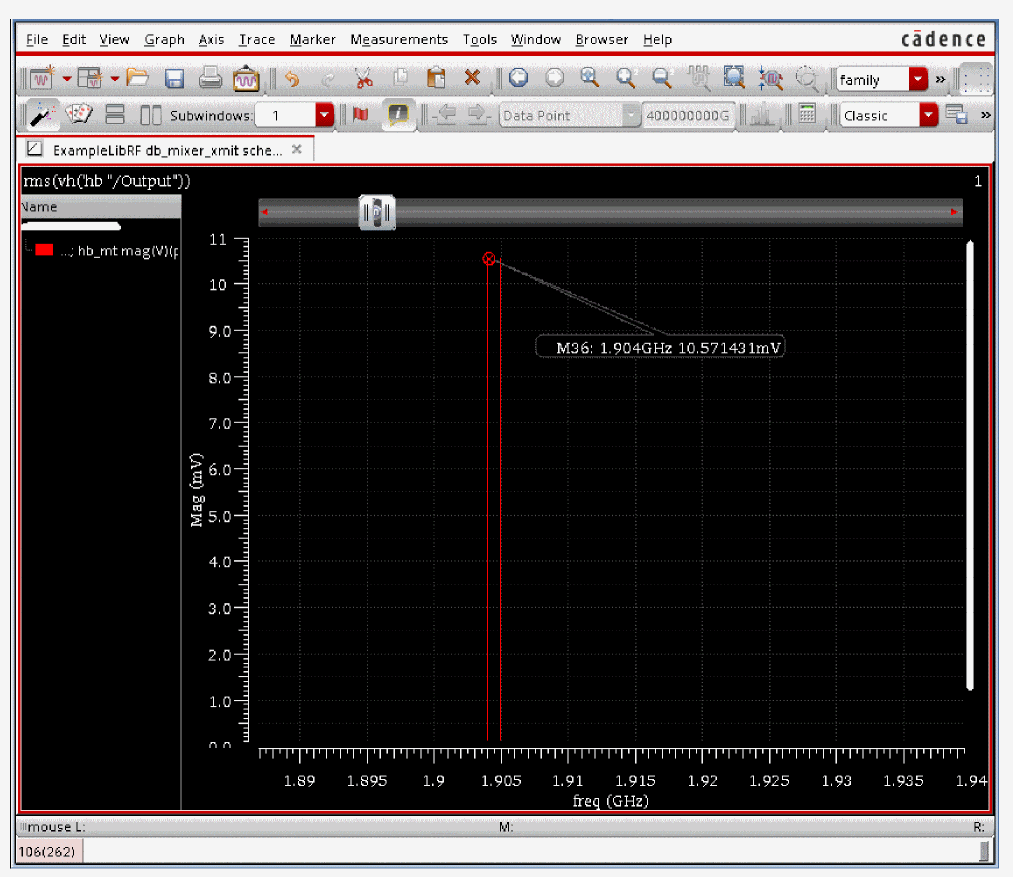 File Edit View Graph Axis Trace Marker Measurements Tools Window Browser Help cādence
family »
Subwindows: 1 Data Point 400000000G Classic »
ExampleLibRF db_mixer_xmit sche... ×
rms(vh('hb "/Output")) 1
Name
...; hb_mt mag(V)(
11
10
9.0
8.0
7.0
6.0
5.0
4.0
3.0
2.0
1.0
0.0
Mag (mV)
M36: 1.904GHz 10.571431mV
1.89 1.895 1.9 1.905 1.91 1.915 1.92 1.925 1.93 1.935 1.94
freq (GHz)
mouse L: M: R:
106(262)